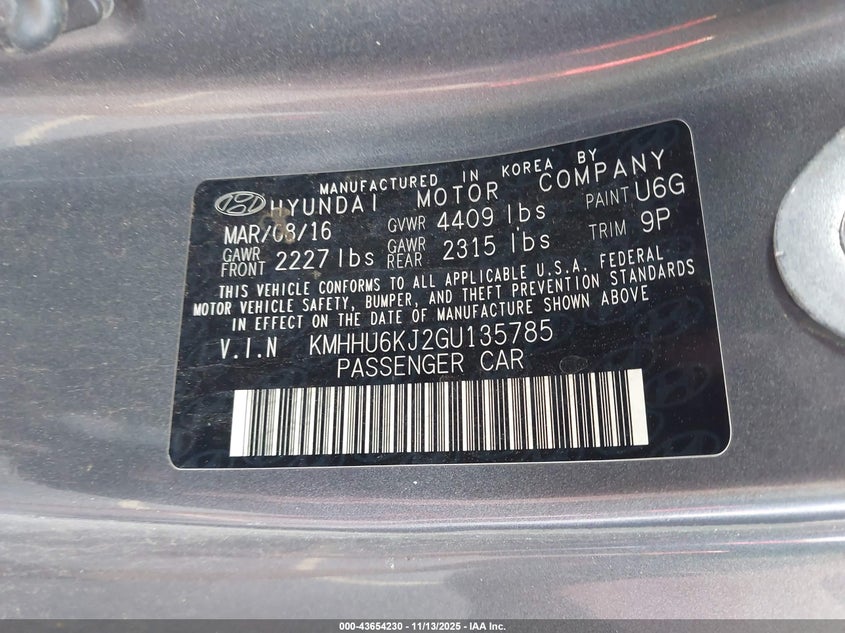 MANUFACTURED IN KOREA BY
HYUNDAI MOTOR COMPANY
MAR/08/16 GVWR 4409 lbs PAINT U6G
GAWR FRONT 2227 lbs GAWR REAR 2315 lbs TRIM 9P
THIS VEHICLE CONFORMS TO ALL APPLICABLE U.S.A. FEDERAL
MOTOR VEHICLE SAFETY, BUMPER, AND THEFT PREVENTION STANDARDS
IN EFFECT ON THE DATE OF MANUFACTURE SHOWN ABOVE
V.I.N KMHHU6KJ2GU135785
PASSENGER CAR
000-43654230 - 11/13/2025 - IAA Inc.